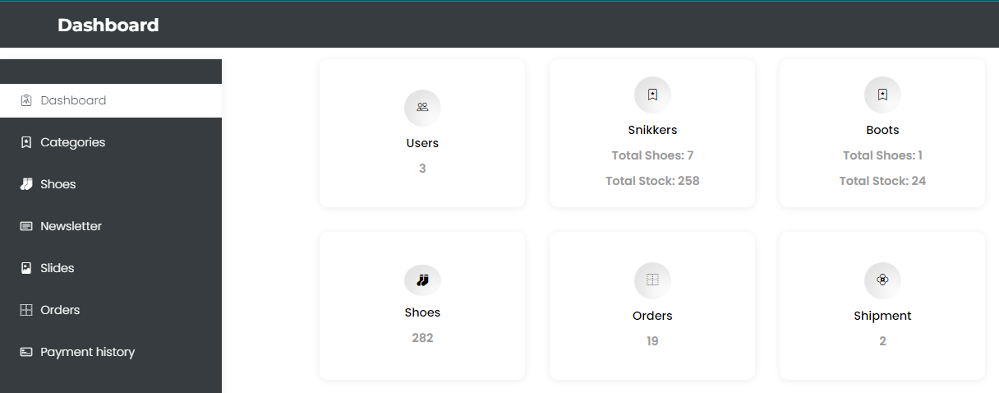 Dashboard
Dashboard
Categories
Shoes
Newsletter
Slides
Orders
Payment history
Users
3
Snikkers
Total Shoes: 7
Total Stock: 258
Boots
Total Shoes: 1
Total Stock: 24
Shoes
282
Orders
19
Shipment
2